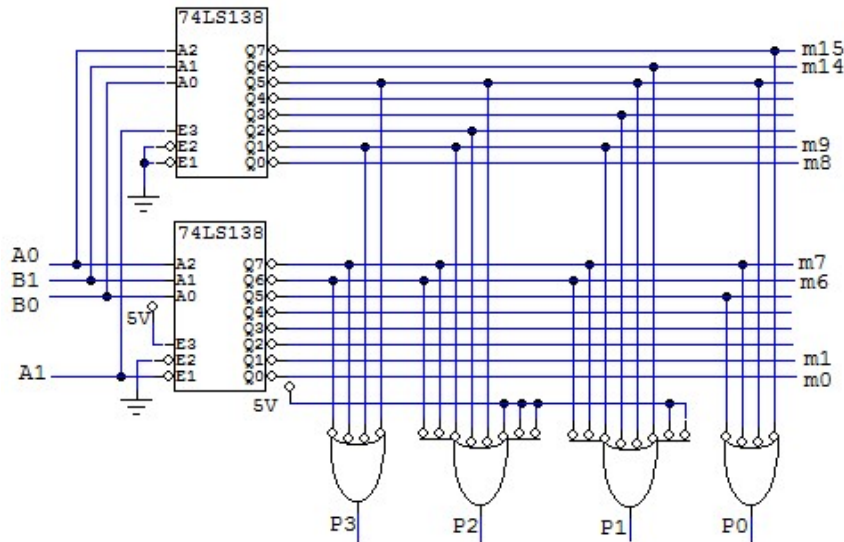 74LS138
A2 Q7 m15
A1 Q6 m14
A0 Q5
Q4
Q3
E3 Q2
E2 Q1 m9
E1 Q0 m8
74LS138
A0 A2 Q7 m7
B1 A1 Q6 m6
B0 A0 Q5
5V Q4
Q3
E3 Q2
E2 Q1 m1
A1 E1 Q0 m0
5V
P3 P2 P1 P0